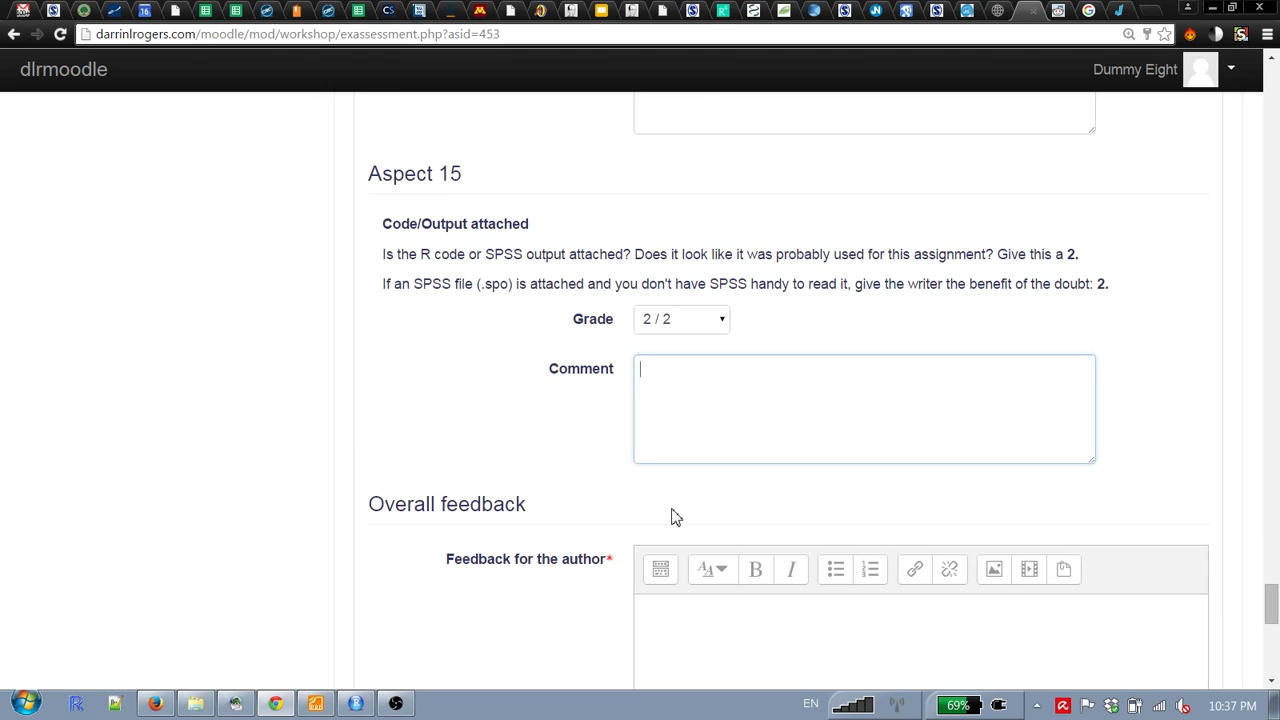 darrinlrogers.com/moodle/mod/workshop/exassessment.php?asid=453
dlrmoodle
Dummy Eight
Aspect 15
Code/Output attached
Is the R code or SPSS output attached? Does it look like it was probably used for this assignment? Give this a 2.
If an SPSS file (.spo) is attached and you don't have SPSS handy to read it, give the writer the benefit of the doubt: 2.
Grade
2 / 2
Comment
Overall feedback
Feedback for the author*
EN
69%
10:37 PM